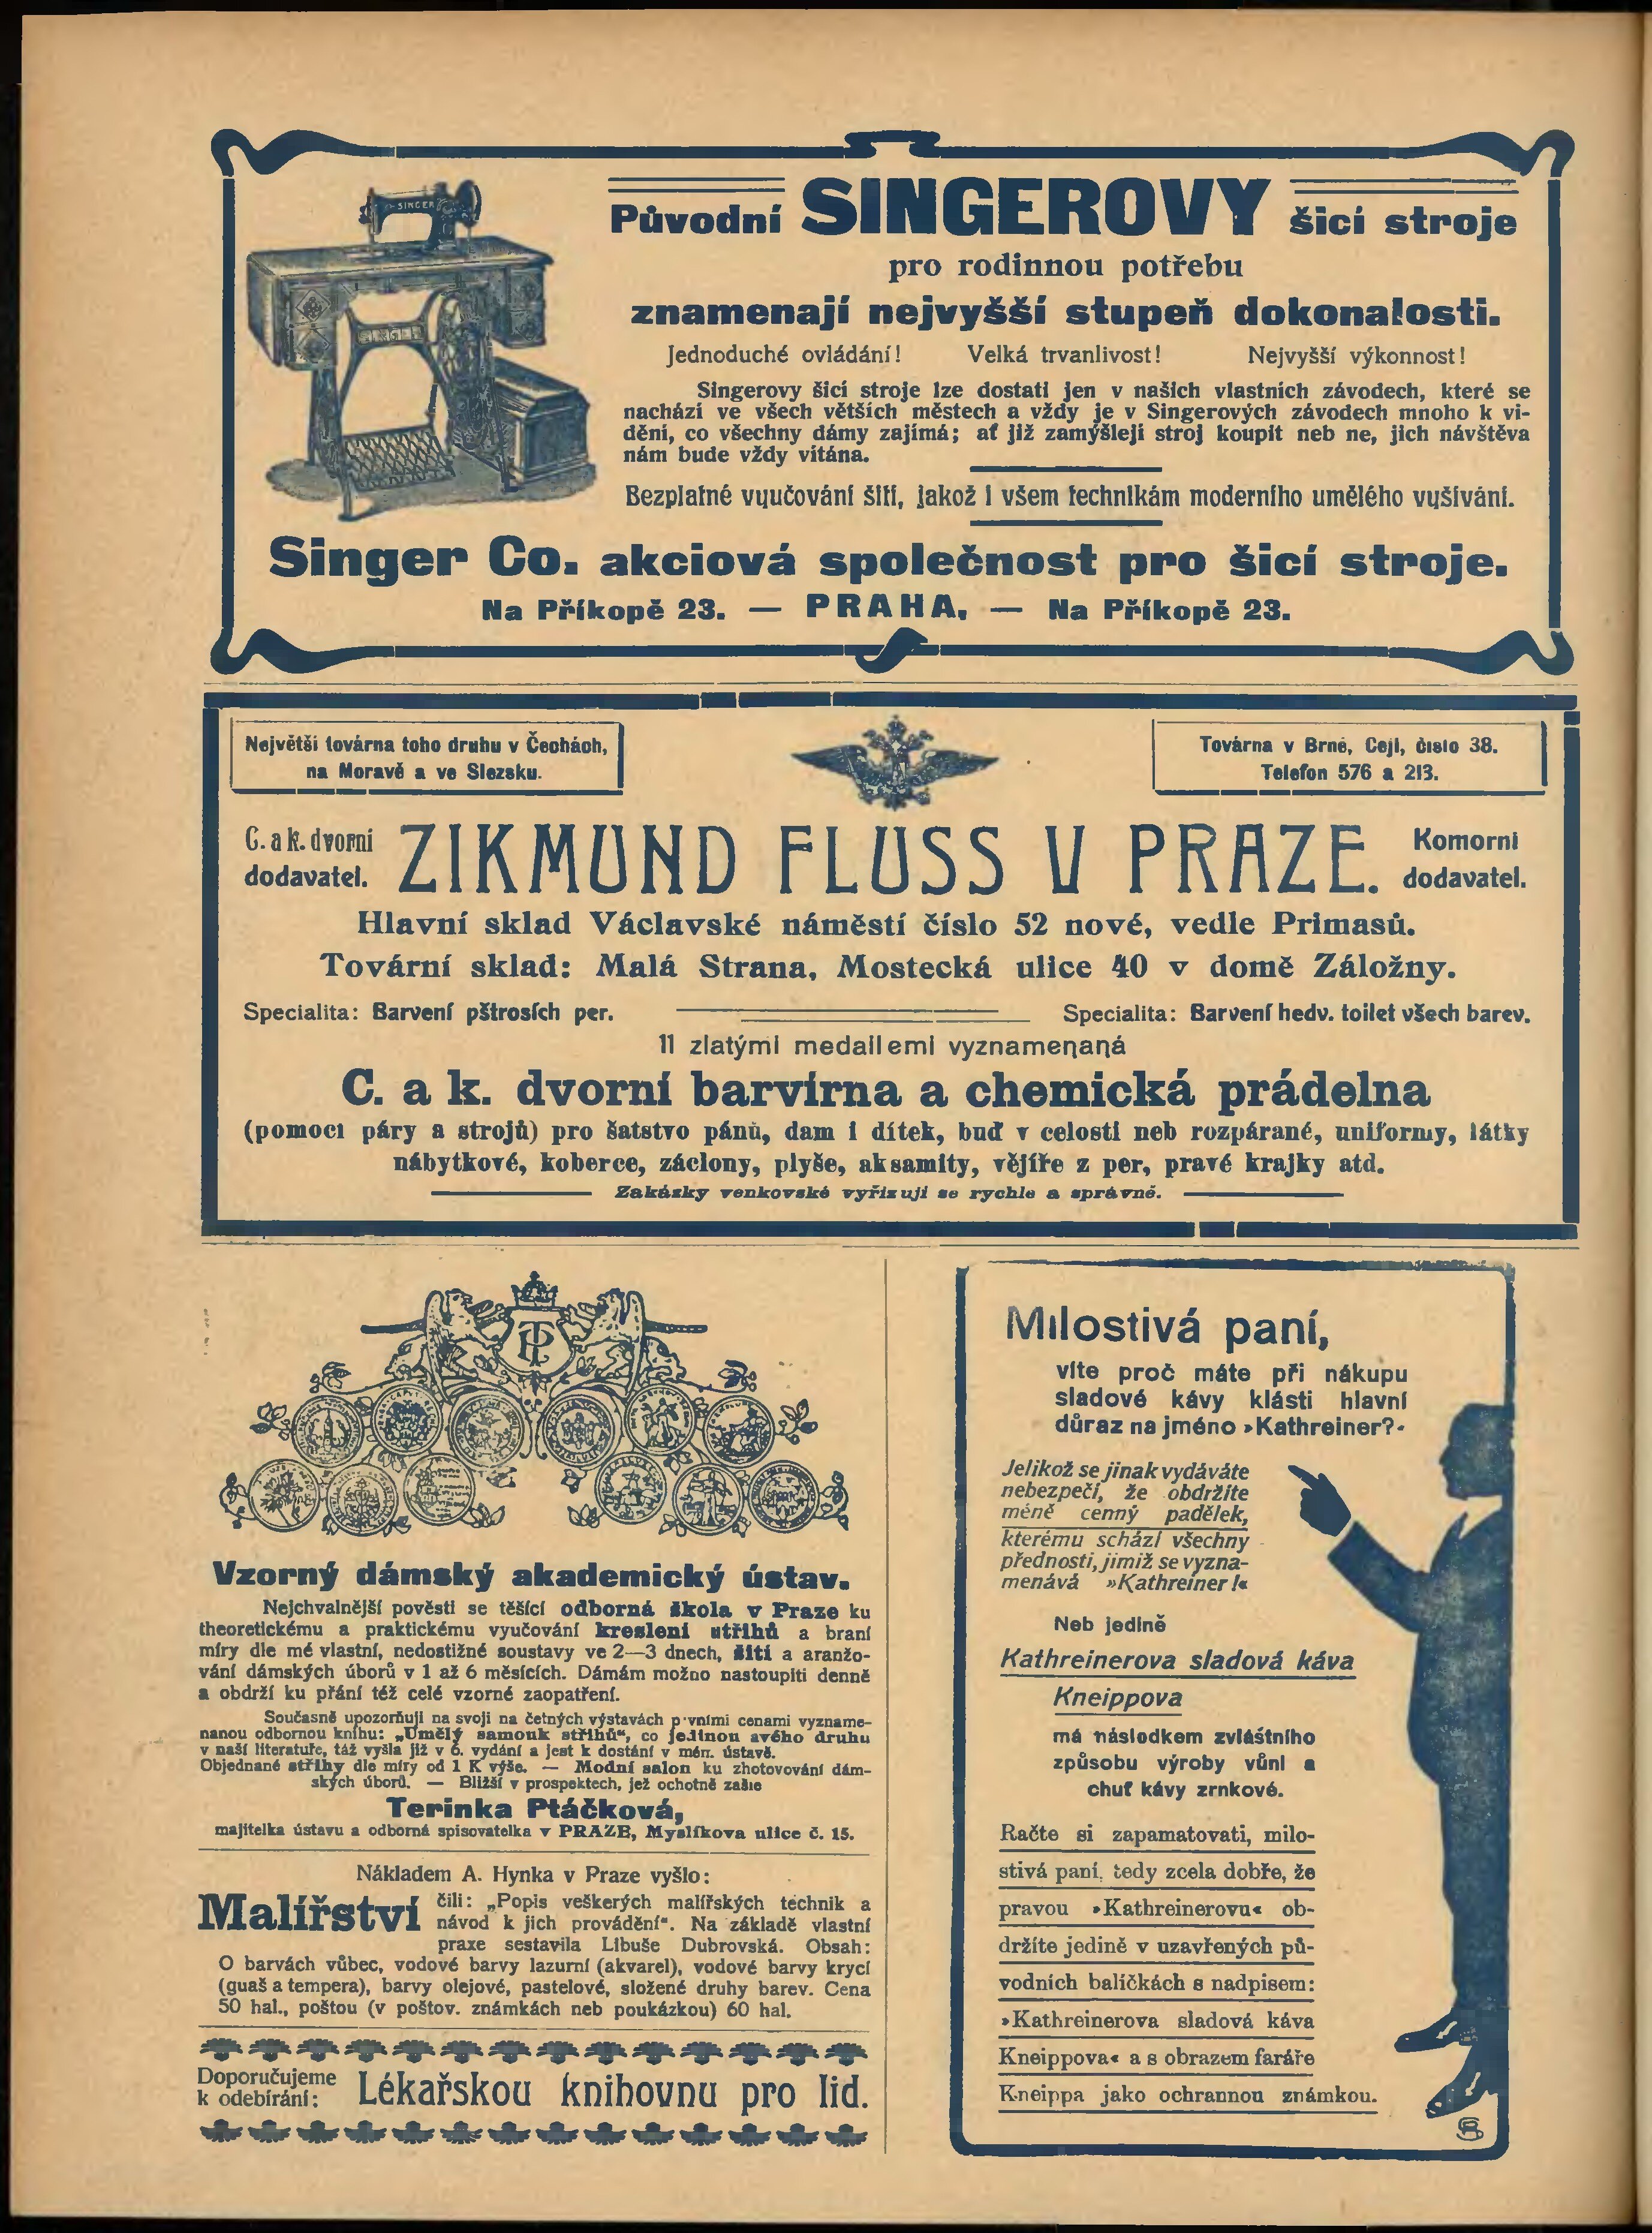 SINGER
SINGER
Původní SINGEROVY šicí stroje
pro rodinnou potřebu
znamenají nejvyšší stupeň dokonalosti.
Jednoduché ovládání! Velká trvanlivost! Nejvyšší výkonnost!
Singerovy šicí stroje lze dostati jen v našich vlastních závodech, které se
nachází ve všech větších městech a vždy je v Singerových závodech mnoho k vi-
dění, co všechny dámy zajímá; ať již zamýšlejí stroj koupit neb ne, jich návštěva
nám bude vždy vítána.
Bezplatné vyučování šití, jakož i všem technikám moderního umělého vyšívání.
Singer Co. akciová společnost pro šicí stroje.
Na Příkopě 23. — PRAHA, — Na Příkopě 23.
Největší továrna toho druhu v Čechách,
na Moravě a ve Slezsku.
Továrna v Brně, Cejl, číslo 38.
Telefon 576 a 213.
C. a k. dvorní
dodavatel.
ZIKMUND FLUSS V PRAZE.
Komorní
dodavatel.
Hlavní sklad Václavské náměstí číslo 52 nové, vedle Primasů.
Tovární sklad: Malá Strana, Mostecká ulice 40 v domě Záložny.
Specialita: Barvení pštrosích per. Specialita: Barvení hedv. toilet všech barev.
11 zlatými medailemi vyznamenaná
C. a k. dvorní barvírna a chemická prádelna
(pomocí páry a strojů) pro šatstvo pánů, dam i dítek, buď v celosti neb rozpárané, uniformy, látky
nábytkové, koberce, záclony, plyše, aksamity, vějíře z per, pravé krajky atd.
Zakázky venkovské vyřizují se rychle a správně.
Vzorný dámský akademický ústav.
Nejchvalnější pověsti se těšící odborná škola v Praze ku
theoretickému a praktickému vyučování kreslení střihů a braní
míry dle mé vlastní, nedostižné soustavy ve 2—3 dnech, šití a aranžo-
vání dámských úborů v 1 až 6 měsících. Dámám možno nastoupiti denně
a obdrží ku přání též celé vzorné zaopatření.
Současně upozorňuji na svoji na četných výstavách prvními cenami vyzname-
nanou odbornou knihu: „Umělý samouk střihů“, co jedinou svého druhu
v naší literatuře, táž vyšla již v 6. vydání a jest k dostání v mém. ústavě.
Objednané střihy dle míry od 1 K výše. — Modní salon ku zhotovování dám-
ských úborů. — Bližší v prospektech, jež ochotně zašle
Terinka Ptáčková,
majitelka ústavu a odborná spisovatelka v PRAZE, Myslíkova ulice č. 15.
Nákladem A. Hynka v Praze vyšlo:
Malířství čili: „Popis veškerých malířských technik a
návod k jich provádění“. Na základě vlastní
praxe sestavila Libuše Dubrovská. Obsah:
O barvách vůbec, vodové barvy lazurní (akvarel), vodové barvy krycí
(guaš a tempera), barvy olejové, pastelové, složené druhy barev. Cena
50 hal., poštou (v poštov. známkách neb poukázkou) 60 hal.
Doporučujeme
k odebírání:
Lékařskou knihovnu pro lid.
Milostivá paní,
víte proč máte při nákupu
sladové kávy klásti hlavní
důraz na jméno »Kathreiner?«
Jelikož se jinak vydáváte
nebezpečí, že obdržíte
méně cenný padělek,
kterému schází všechny
přednosti, jimiž se vyzna-
menává »Kathreiner!«
Neb jedině
Kathreinerova sladová káva
Kneippova
má následkem zvláštního
způsobu výroby vůni a
chuť kávy zrnkové.
Račte si zapamatovati, milo-
stivá paní, tedy zcela dobře, že
pravou »Kathreinerovu« ob-
držíte jedině v uzavřených pů-
vodních balíčkách s nadpisem:
»Kathreinerova sladová káva
Kneippova« a s obrazem faráře
Kneippa jako ochrannou známkou.